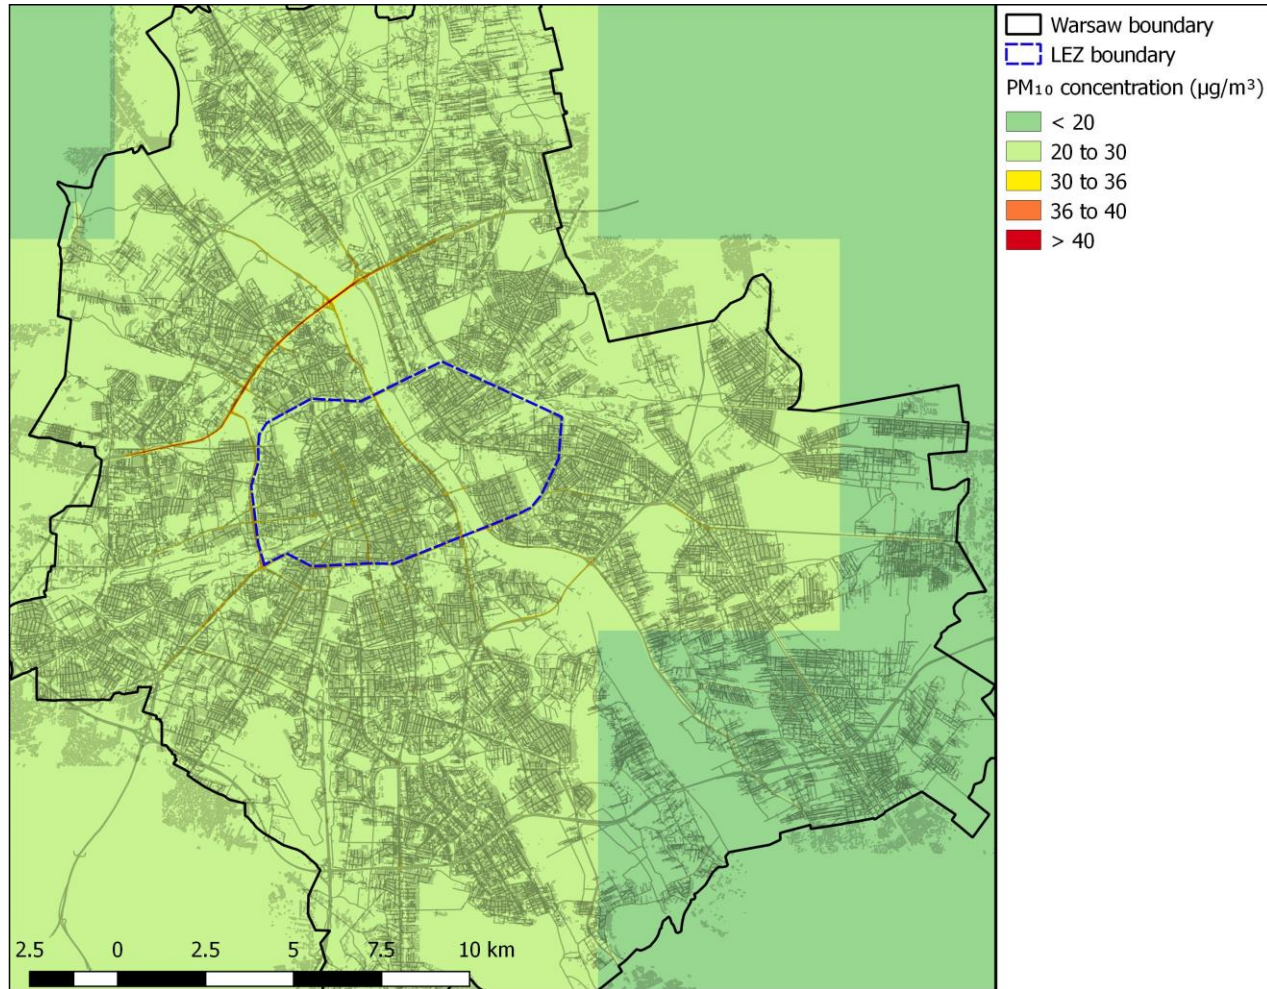 Warsaw boundary
LEZ boundary
PM₁₀ concentration (µg/m³)
< 20
20 to 30
30 to 36
36 to 40
> 40
2.5 0 2.5 5 7.5 10 km